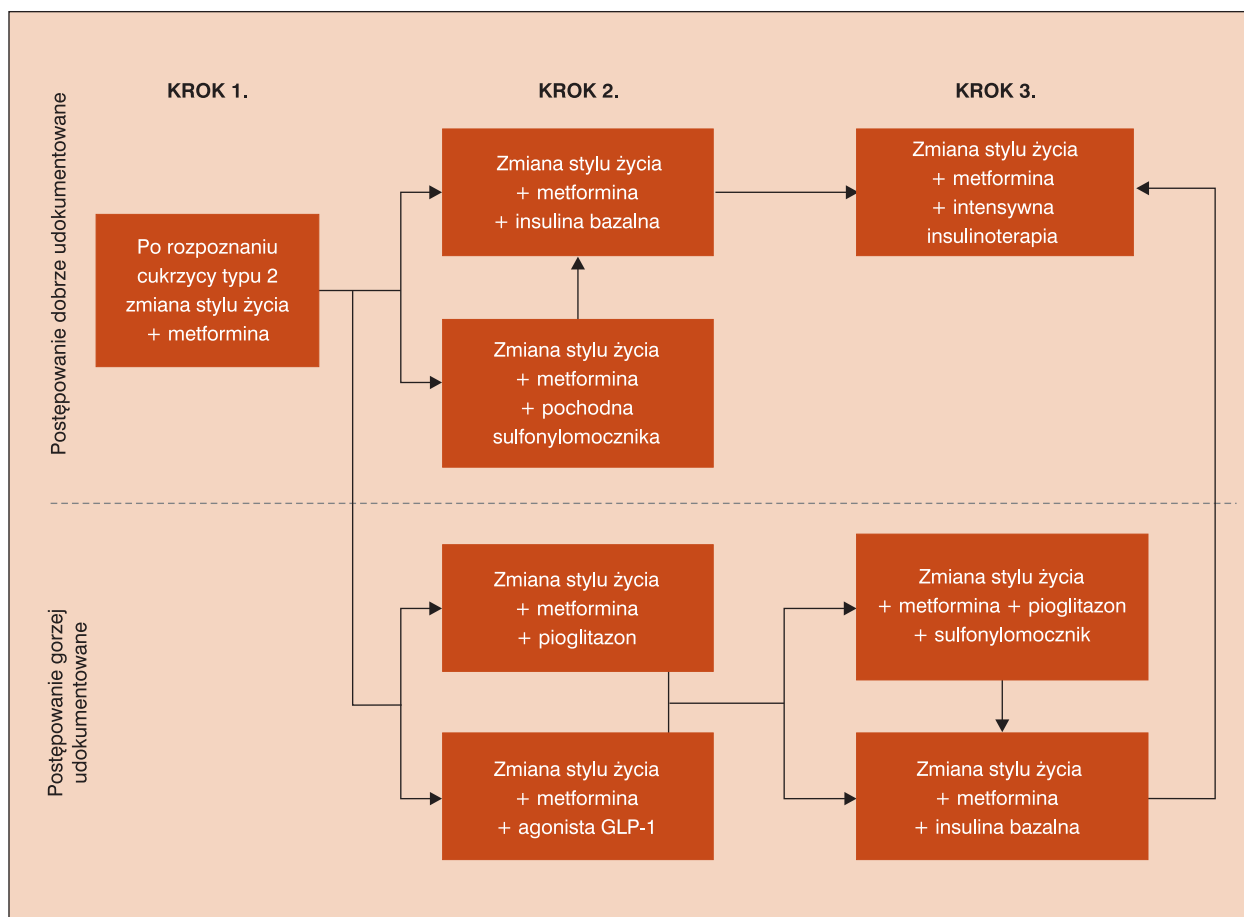 KROK 1.
KROK 2.
KROK 3.
Postępowanie dobrze udokumentowane
Po rozpoznaniu
cukrzycy typu 2
zmiana stylu życia
+ metformina
Zmiana stylu życia
+ metformina
+ insulina bazalna
Zmiana stylu życia
+ metformina
+ intensywna
insulinoterapia
Zmiana stylu życia
+ metformina
+ pochodna
sulfonylomocznika
Postępowanie gorzej
udokumentowane
Zmiana stylu życia
+ metformina
+ pioglitazon
Zmiana stylu życia
+ metformina + pioglitazon
+ sulfonylomocznik
Zmiana stylu życia
+ metformina
+ agonista GLP-1
Zmiana stylu życia
+ metformina
+ insulina bazalna